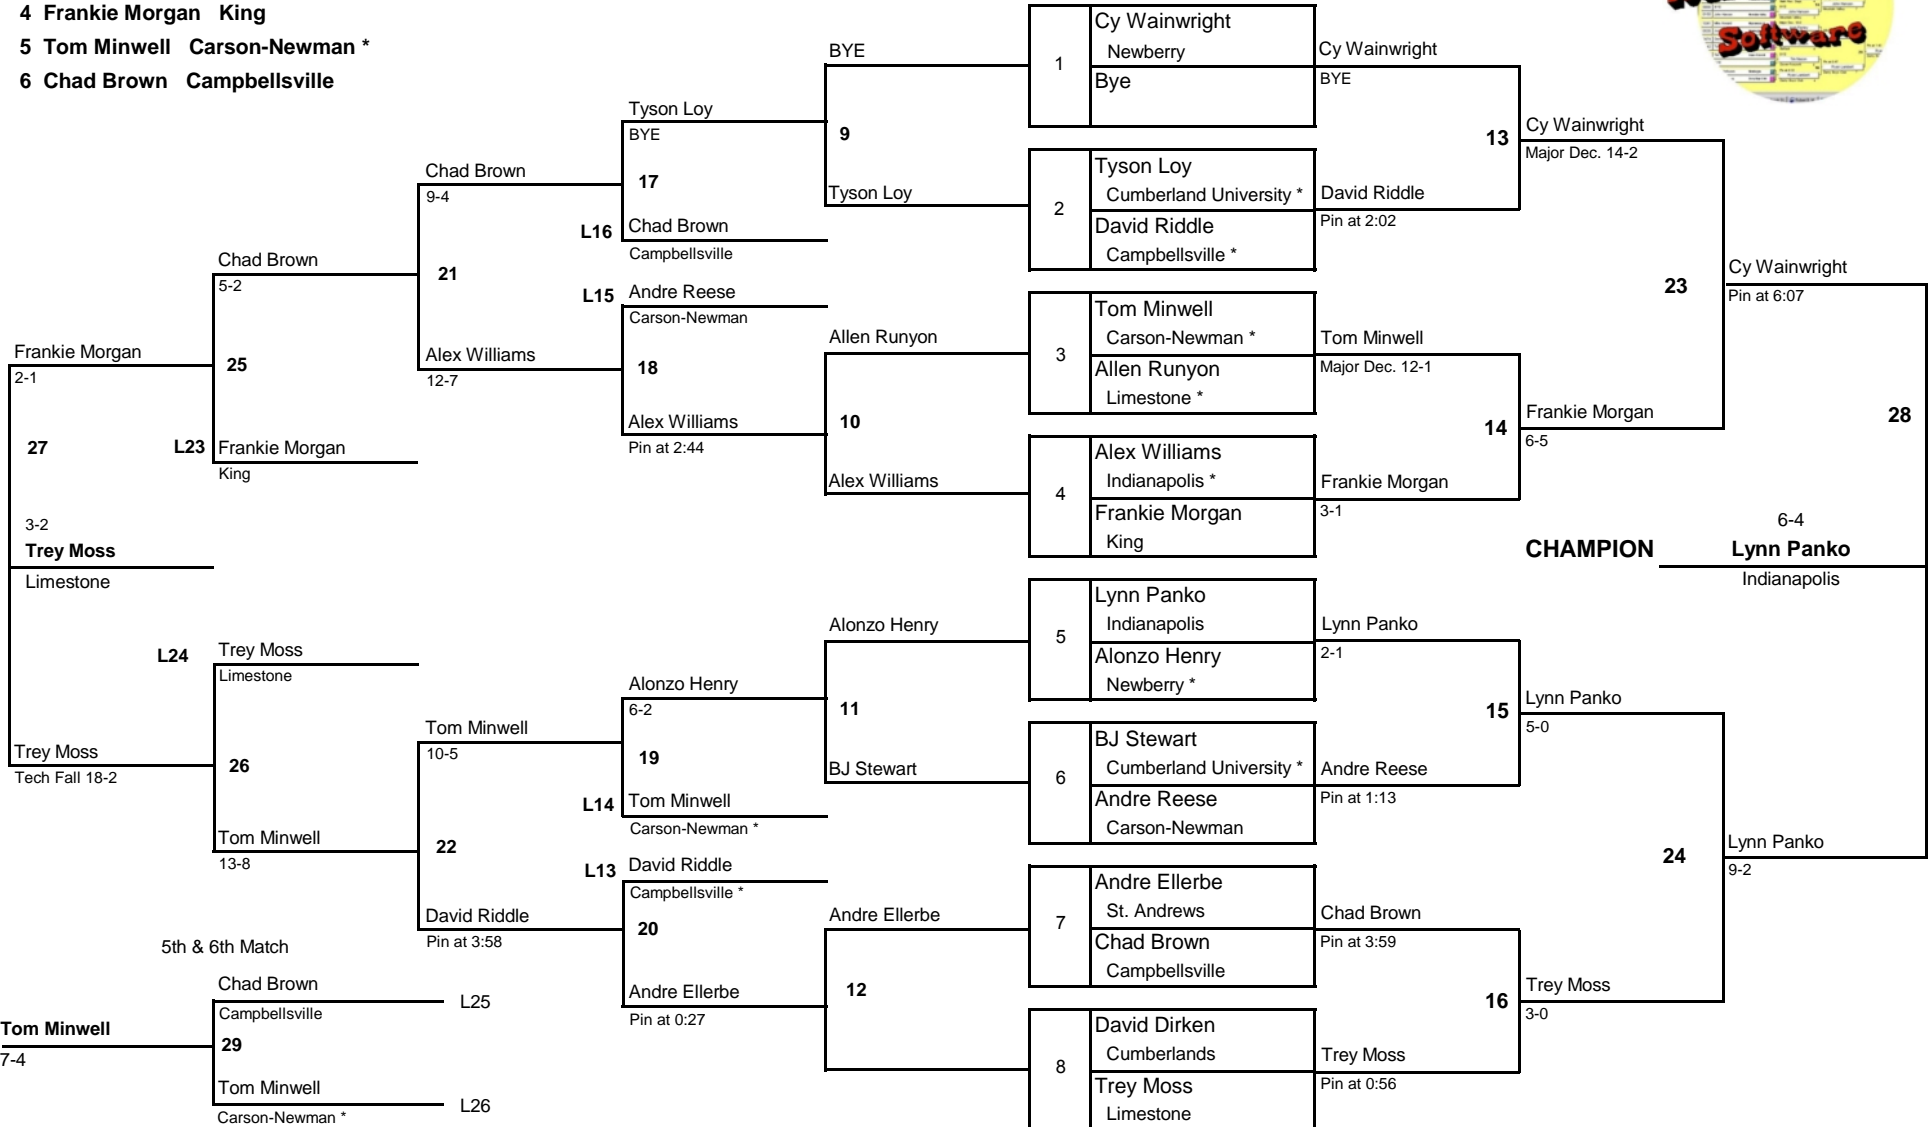 4 Frankie Morgan King
5 Tom Minwell Carson-Newman *
6 Chad Brown Campbellsville
Software
Frankie Morgan
2-1
27
3-2
Trey Moss
Limestone
Trey Moss
Tech Fall 18-2
5th & 6th Match
Tom Minwell
7-4
Chad Brown
5-2
25
L23 Frankie Morgan
King
L24 Trey Moss
Limestone
26
Tom Minwell
13-8
Chad Brown L25
Campbellsville
29
Tom Minwell L26
Carson-Newman *
Chad Brown
9-4
21
Alex Williams
12-7
Tom Minwell
10-5
22
David Riddle
Pin at 3:58
Tyson Loy
BYE
17
L16 Chad Brown
Campbellsville
L15 Andre Reese
Carson-Newman
18
Alex Williams
Pin at 2:44
Alonzo Henry
6-2
19
L14 Tom Minwell
Carson-Newman *
L13 David Riddle
Campbellsville *
20
Andre Ellerbe
Pin at 0:27
BYE
9
Tyson Loy
Allen Runyon
10
Alex Williams
Alonzo Henry
11
BJ Stewart
Andre Ellerbe
12
Cy Wainwright
Newberry
1
Bye
Tyson Loy
Cumberland University *
2
David Riddle
Campbellsville *
Tom Minwell
Carson-Newman *
3
Allen Runyon
Limestone *
Alex Williams
Indianapolis *
4
Frankie Morgan
King
Lynn Panko
Indianapolis
5
Alonzo Henry
Newberry *
BJ Stewart
Cumberland University *
6
Andre Reese
Carson-Newman
Andre Ellerbe
St. Andrews
7
Chad Brown
Campbellsville
David Dirken
Cumberlands
8
Trey Moss
Limestone
Cy Wainwright
BYE
13
David Riddle
Pin at 2:02
Tom Minwell
Major Dec. 12-1
14
Frankie Morgan
3-1
Lynn Panko
2-1
15
Andre Reese
Pin at 1:13
Chad Brown
Pin at 3:59
16
Trey Moss
Pin at 0:56
Cy Wainwright
Major Dec. 14-2
23
Frankie Morgan
6-5
Lynn Panko
5-0
24
Trey Moss
3-0
Cy Wainwright
Pin at 6:07
28
6-4
CHAMPION Lynn Panko
Indianapolis
Lynn Panko
9-2